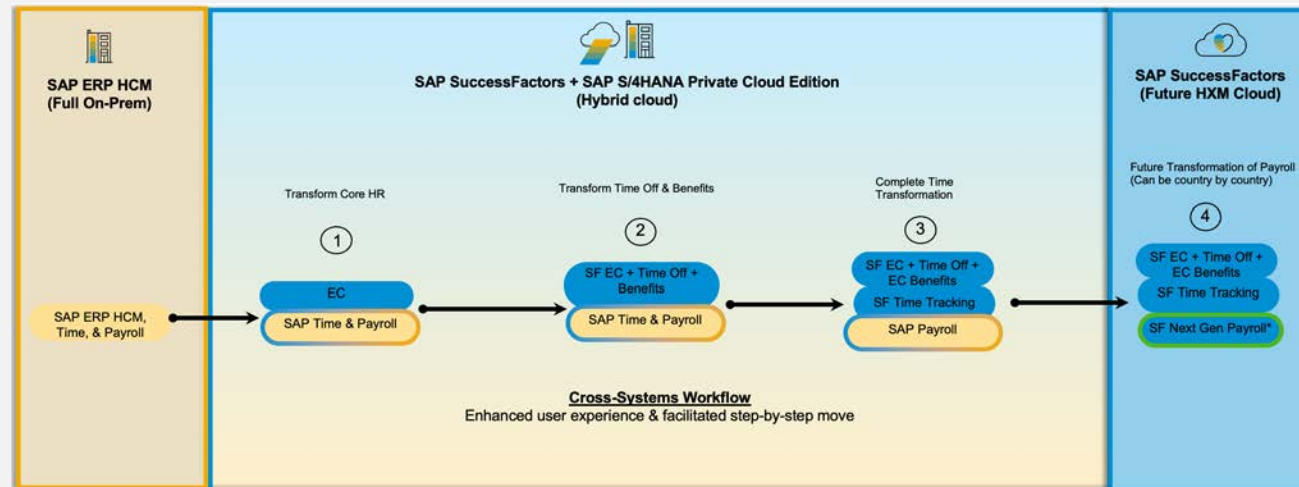 SAP ERP HCM
(Full On-Prem)
SAP ERP HCM,
Time, & Payroll
SAP SuccessFactors + SAP S/4HANA Private Cloud Edition
(Hybrid cloud)
Transform Core HR
1
EC
SAP Time & Payroll
Transform Time Off & Benefits
2
SF EC + Time Off +
Benefits
SAP Time & Payroll
Complete Time
Transformation
3
SF EC + Time Off +
EC Benefits
SF Time Tracking
SAP Payroll
Cross-Systems Workflow
Enhanced user experience & facilitated step-by-step move
SAP SuccessFactors
(Future HXM Cloud)
Future Transformation of Payroll
(Can be country by country)
4
SF EC + Time Off +
EC Benefits
SF Time Tracking
SF Next Gen Payroll*